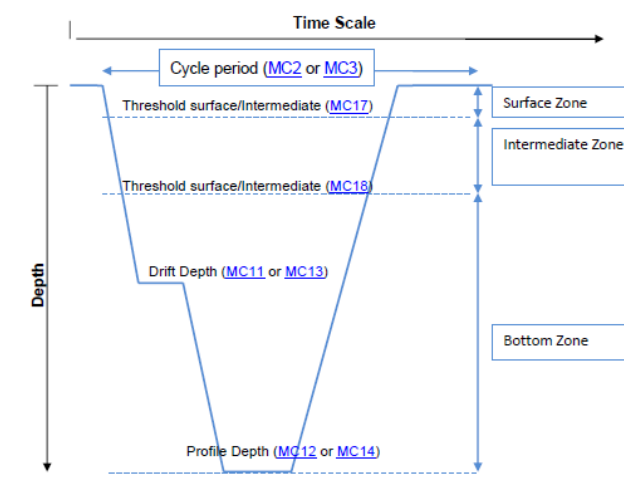 Time Scale
Cycle period (MC2 or MC3)
Threshold surface/Intermediate (MC17)
Surface Zone
Intermediate Zone
Threshold surface/Intermediate (MC18)
Drift Depth (MC11 or MC13)
Depth
Bottom Zone
Profile Depth (MC12 or MC14)